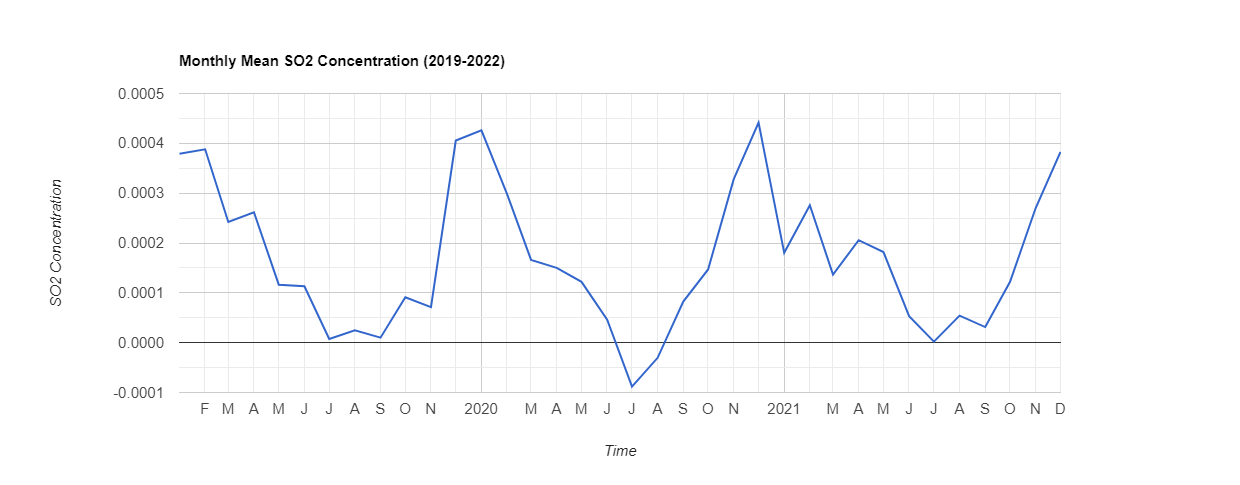 Monthly Mean SO2 Concentration (2019-2022)
0.0005
0.0004
0.0003
0.0002
0.0001
0.0000
-0.0001
SO2 Concentration
F M A M J J A S O N 2020 M A M J J A S O N 2021 M A M J J A S O N D
Time